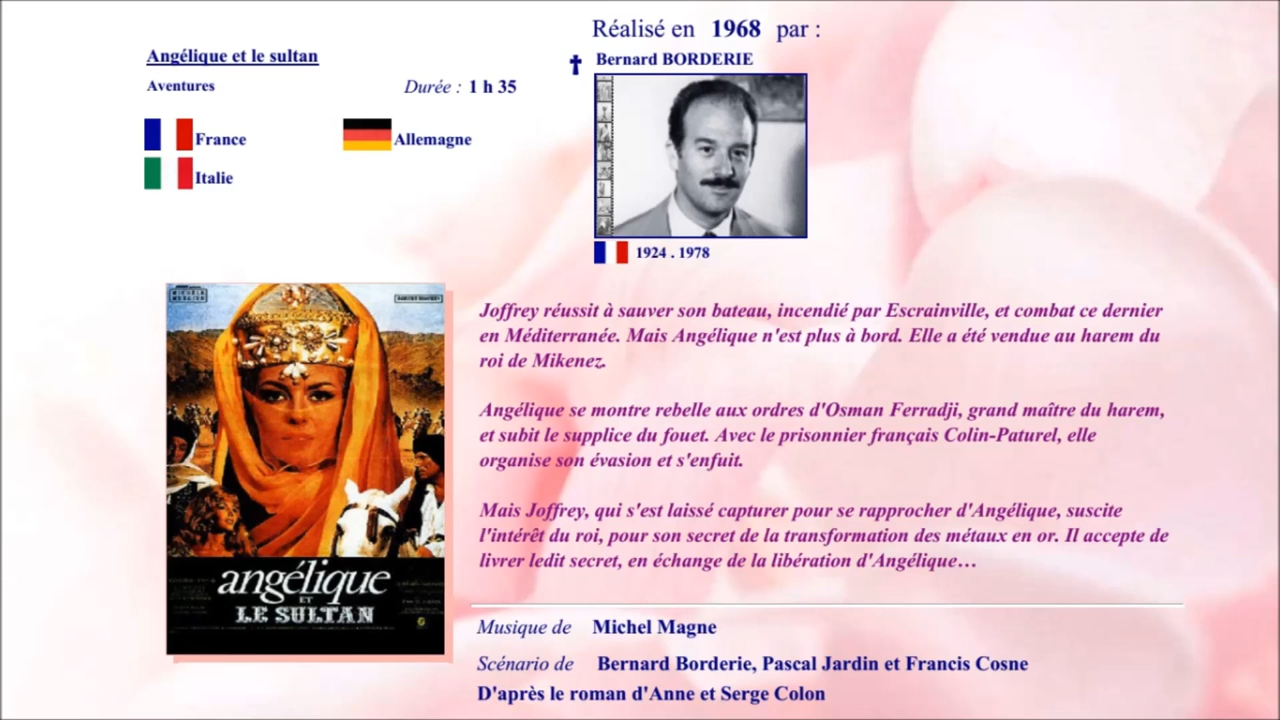 Réalisé en 1968 par :
Angélique et le sultan
Bernard BORDERIE
Aventures
Durée : 1 h 35
France
Allemagne
Italie
1924 . 1978
Joffrey réussit à sauver son bateau, incendié par Escrainville, et combat ce dernier
en Méditerranée. Mais Angélique n'est plus à bord. Elle a été vendue au harem du
roi de Mikenez.
Angélique se montre rebelle aux ordres d'Osman Ferradji, grand maître du harem,
et subit le supplice du fouet. Avec le prisonnier français Colin-Paturel, elle
organise son évasion et s'enfuit.
Mais Joffrey, qui s'est laissé capturer pour se rapprocher d'Angélique, suscite
l'intérêt du roi, pour son secret de la transformation des métaux en or. Il accepte de
livrer ledit secret, en échange de la libération d'Angélique…
angélique
ET
LE SULTAN
Musique de Michel Magne
Scénario de Bernard Borderie, Pascal Jardin et Francis Cosne
D'après le roman d'Anne et Serge Colon